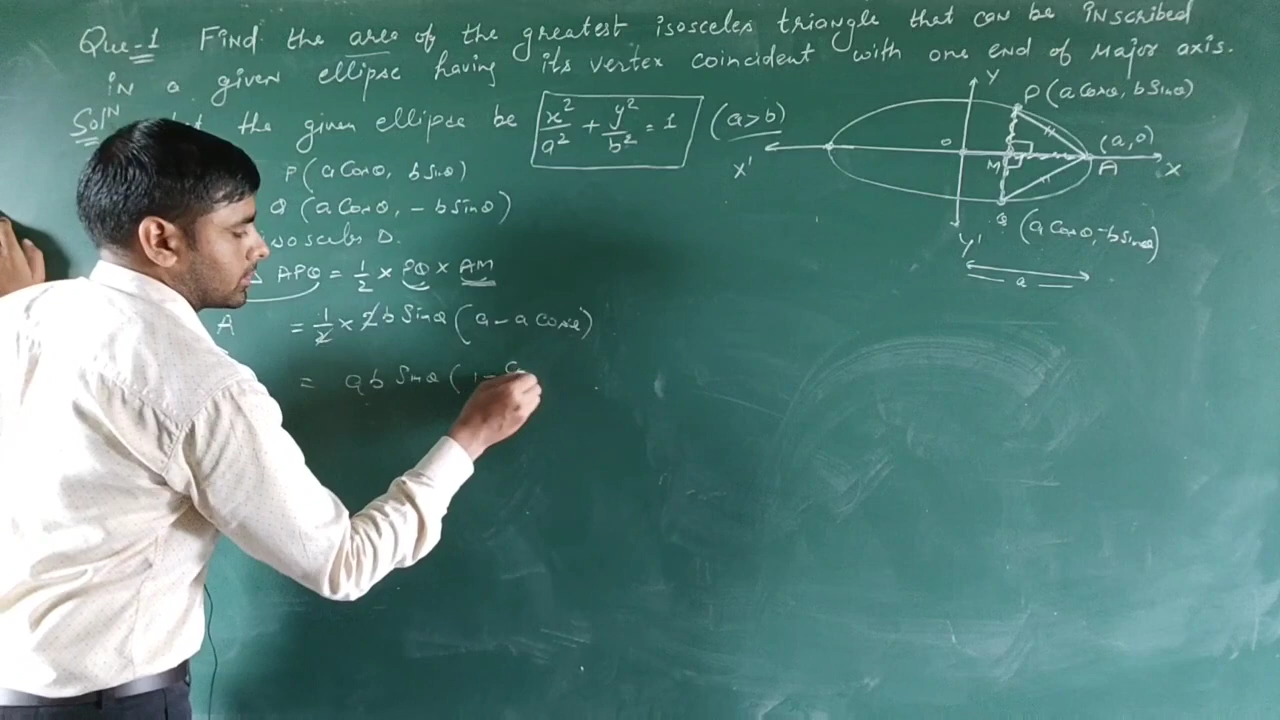 Que-1 Find the area of the greatest isosceles triangle that can be inscribed
in a given ellipse having its vertex coincident with one end of Major axis.
Solⁿ the given ellipse be x²/a² + y²/b² = 1 (a>b)
P(a Cosθ, b Sinθ)
Q (a Cosθ, - b Sinθ)
Δ.
Δ APQ = 1/2 × PQ × AM
A = 1/2 × 2b Sinθ (a - a Cosθ)
= ab Sinθ (1 - C
Y
P (a Cosθ, b Sinθ)
X'
O
M
(a, 0)
A
X
Q (a Cosθ, -b Sinθ)
Y'
a